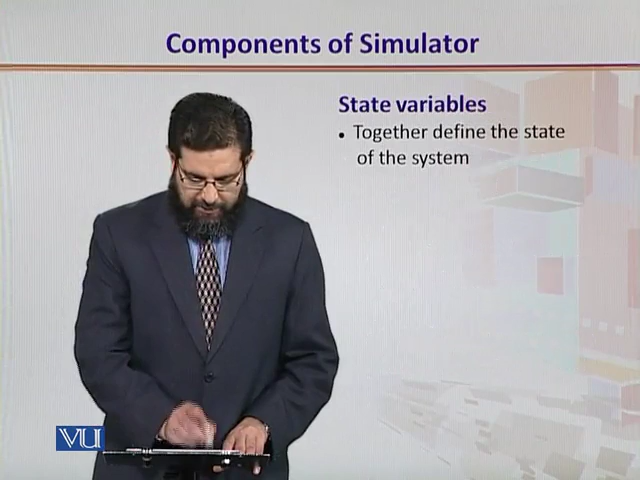 Components of Simulator
State variables
• Together define the state
of the system
VU